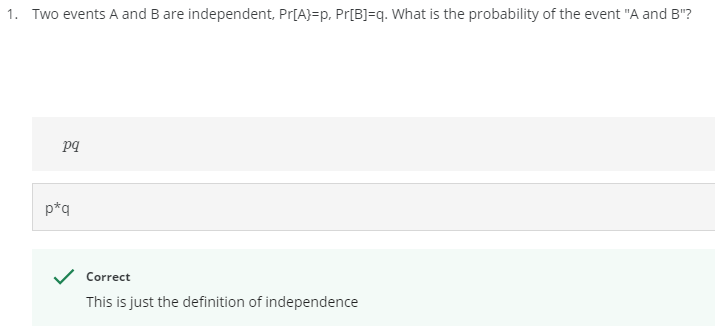 1. Two events A and B are independent, Pr[A}=p, Pr[B]=q. What is the probability of the event "A and B"?
pq
p*q
Correct
This is just the definition of independence